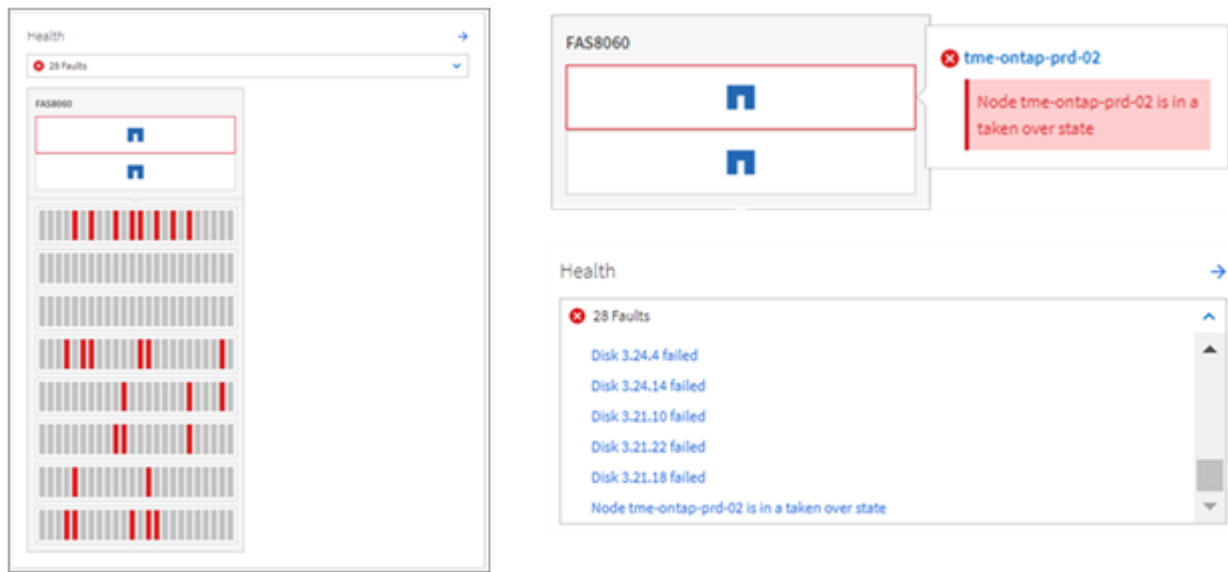 Health
28 Faults
FAS8060
FAS8060
tme-ontap-prd-02
Node tme-ontap-prd-02 is in a
taken over state
Health
28 Faults
Disk 3.24.4 failed
Disk 3.24.14 failed
Disk 3.21.10 failed
Disk 3.21.22 failed
Disk 3.21.18 failed
Node tme-ontap-prd-02 is in a taken over state